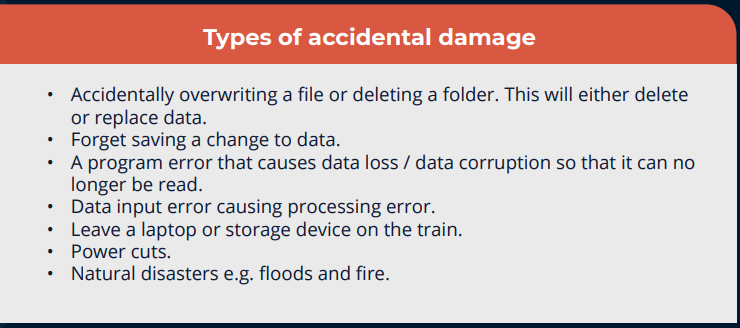 Types of accidental damage
• Accidentally overwriting a file or deleting a folder. This will either delete
or replace data.
• Forget saving a change to data.
• A program error that causes data loss / data corruption so that it can no
longer be read.
• Data input error causing processing error.
• Leave a laptop or storage device on the train.
• Power cuts.
• Natural disasters e.g. floods and fire.